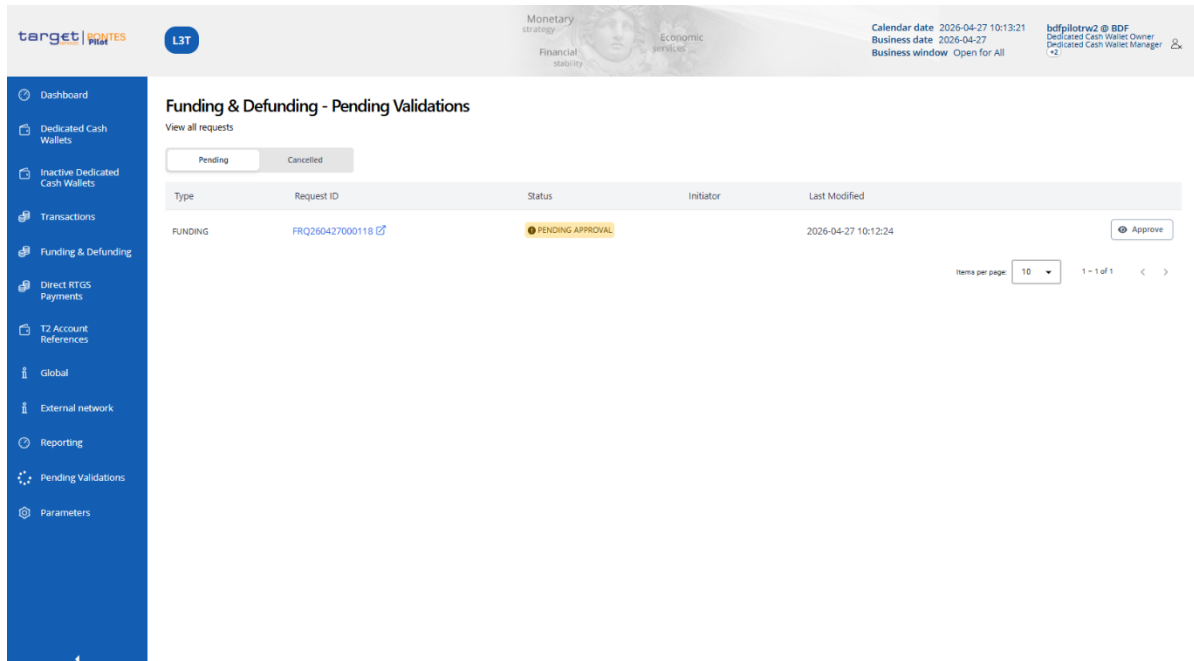 target | PONTES
services Pilot
L3T
Monetary
strategy
Economic
services
Financial
stability
Calendar date 2026-04-27 10:13:21
Business date 2026-04-27
Business window Open for All
bdfpilotrw2 @ BDF
Dedicated Cash Wallet Owner
Dedicated Cash Wallet Manager
+2
Dashboard
Dedicated Cash
Wallets
Inactive Dedicated
Cash Wallets
Transactions
Funding & Defunding
Direct RTGS
Payments
T2 Account
References
Global
External network
Reporting
Pending Validations
Parameters
Funding & Defunding - Pending Validations
View all requests
Pending Cancelled
Type Request ID Status Initiator Last Modified
FUNDING FRQ260427000118 PENDING APPROVAL 2026-04-27 10:12:24 Approve
Items per page: 10 1 – 1 of 1